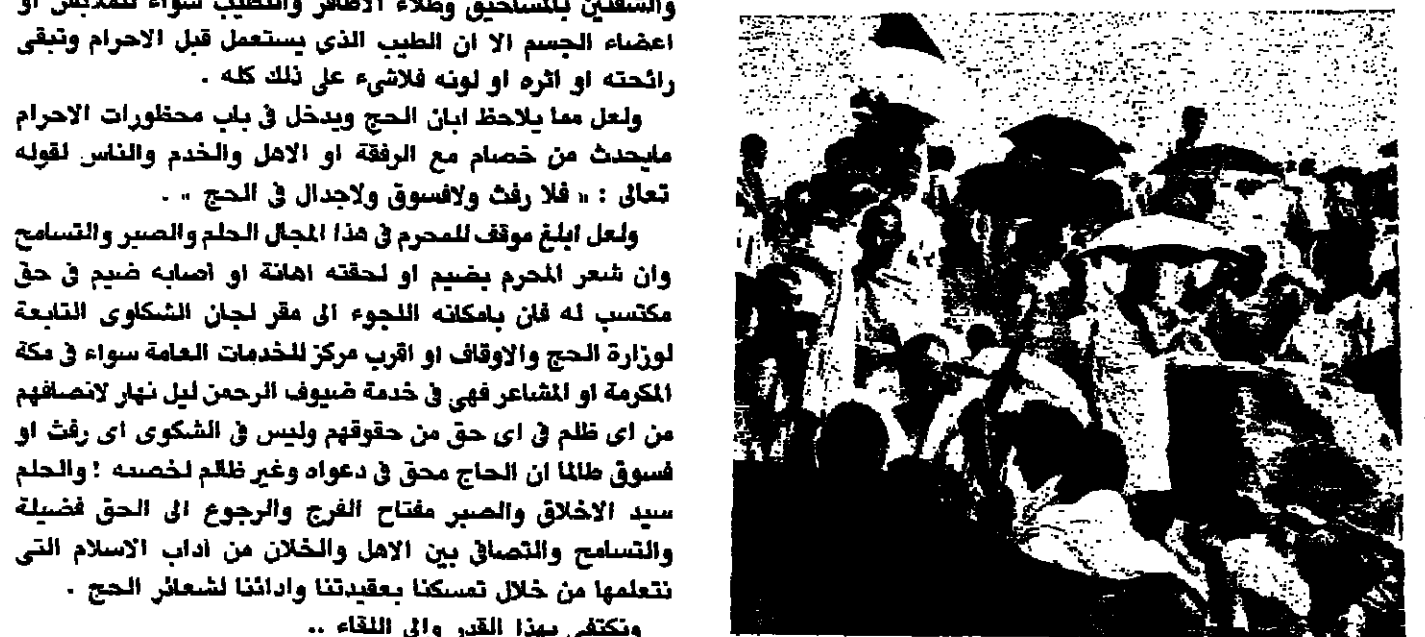 والشفتين بالمساحيق وطلاء الاظافر والتطيب سواء للملابس او
اعضاء الجسم الا ان الطيب الذي يستعمل قبل الاحرام وتبقى
رائحته او اثره او لونه فلاشيء على ذلك كله .
ولعل مما يلاحظ ابان الحج ويدخل في باب محظورات الاحرام
مايحدث من خصام مع الرفقة او الاهل والخدم والناس لقوله
تعالى : « فلا رفث ولافسوق ولاجدال في الحج » .
ولعل ابلغ موقف للمحرم في هذا المجال الحلم والصبر والتسامح
وان شعر المحرم بضيم او لحقته اهانة او أصابه ضيم في حق
مكتسب له فان بامكانه اللجوء الى مقر لجان الشكاوى التابعة
لوزارة الحج والاوقاف او اقرب مركز للخدمات العامة سواء في مكة
المكرمة او المشاعر فهي في خدمة ضيوف الرحمن ليل نهار لانصافهم
من اى ظلم في اى حق من حقوقهم وليس في الشكوى اى رفث او
فسوق طالما ان الحاج محق في دعواه وغير ظالم لخصمه ! والحلم
سيد الاخلاق والصبر مفتاح الفرج والرجوع الى الحق فضيلة
والتسامح والتصافي بين الاهل والخلان من آداب الاسلام التى
نتعلمها من خلال تمسكنا بعقيدتنا وادائنا لشعائر الحج .
ونكتفى بهذا القدر والى اللقاء ..